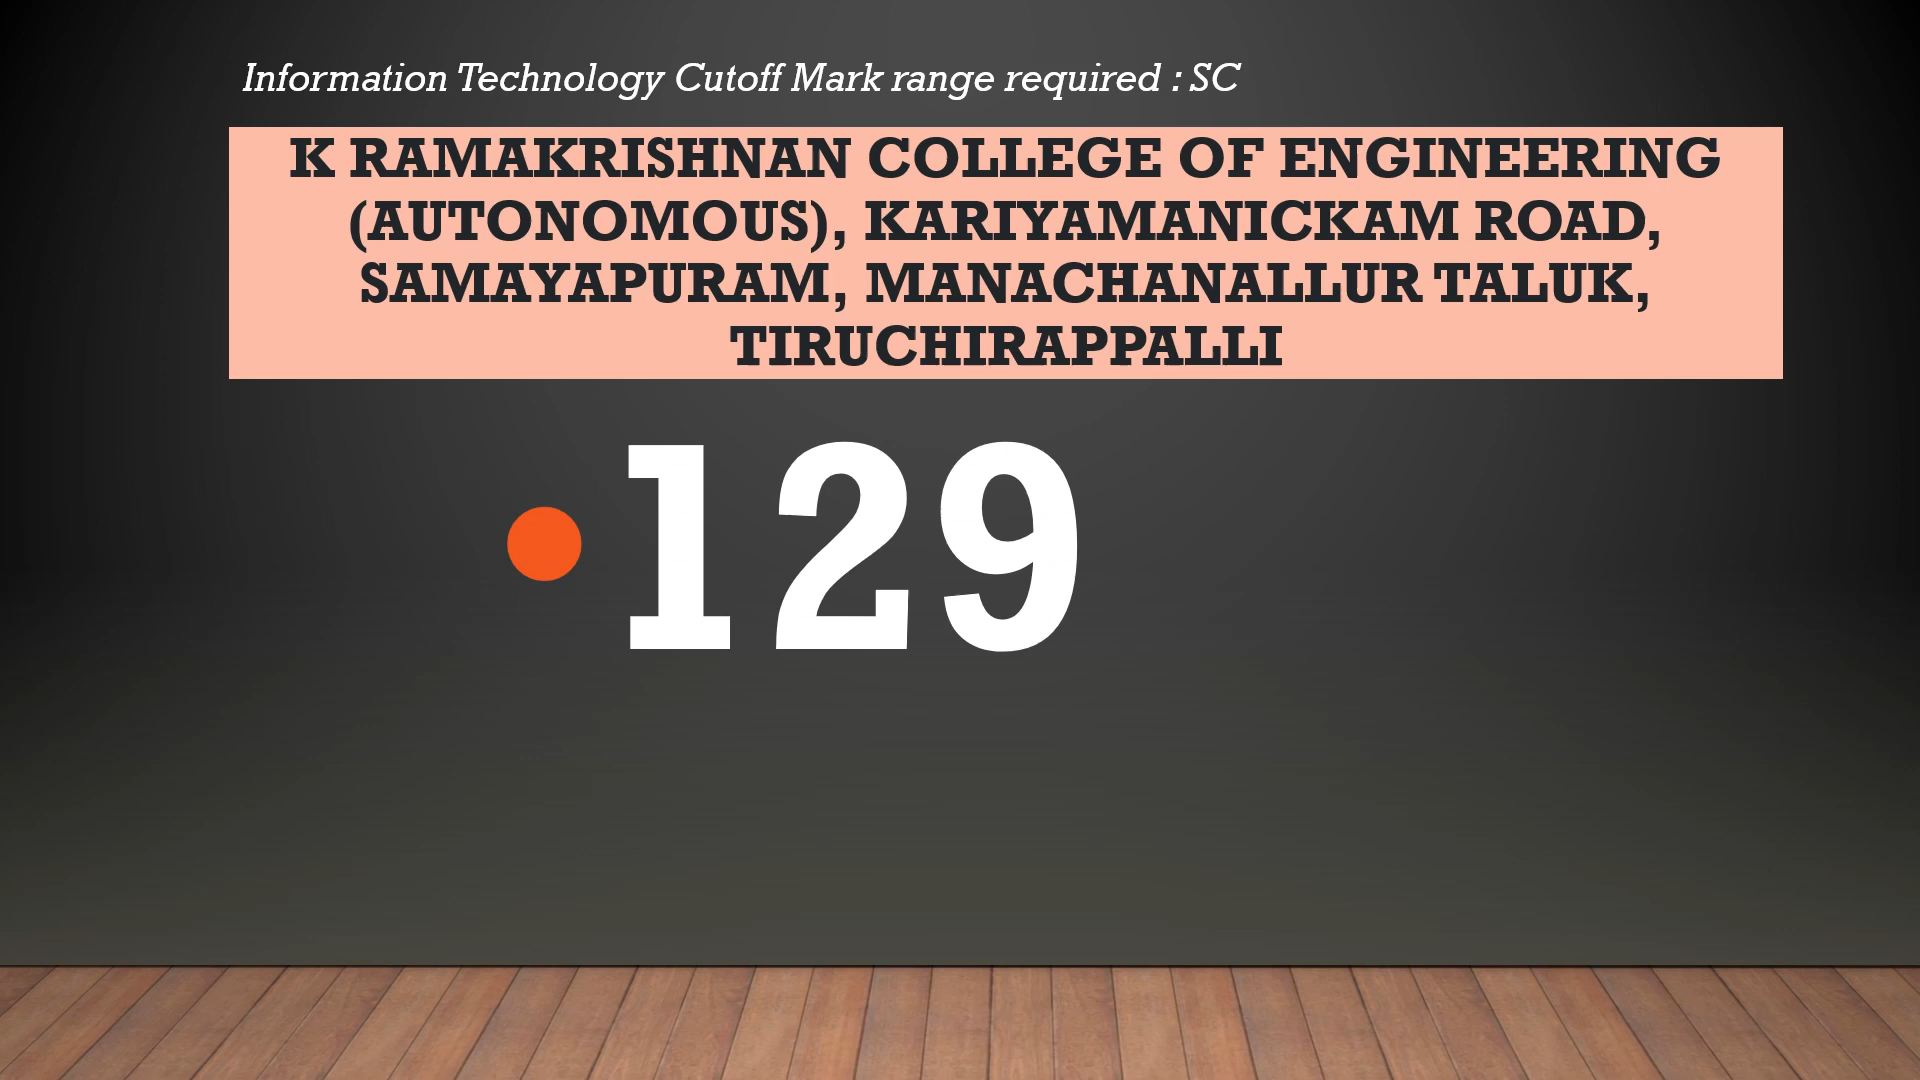 Information Technology Cutoff Mark range required : SC
K RAMAKRISHNAN COLLEGE OF ENGINEERING
(AUTONOMOUS), KARIYAMANICKAM ROAD,
SAMAYAPURAM, MANACHANALLUR TALUK,
TIRUCHIRAPPALLI
• 129